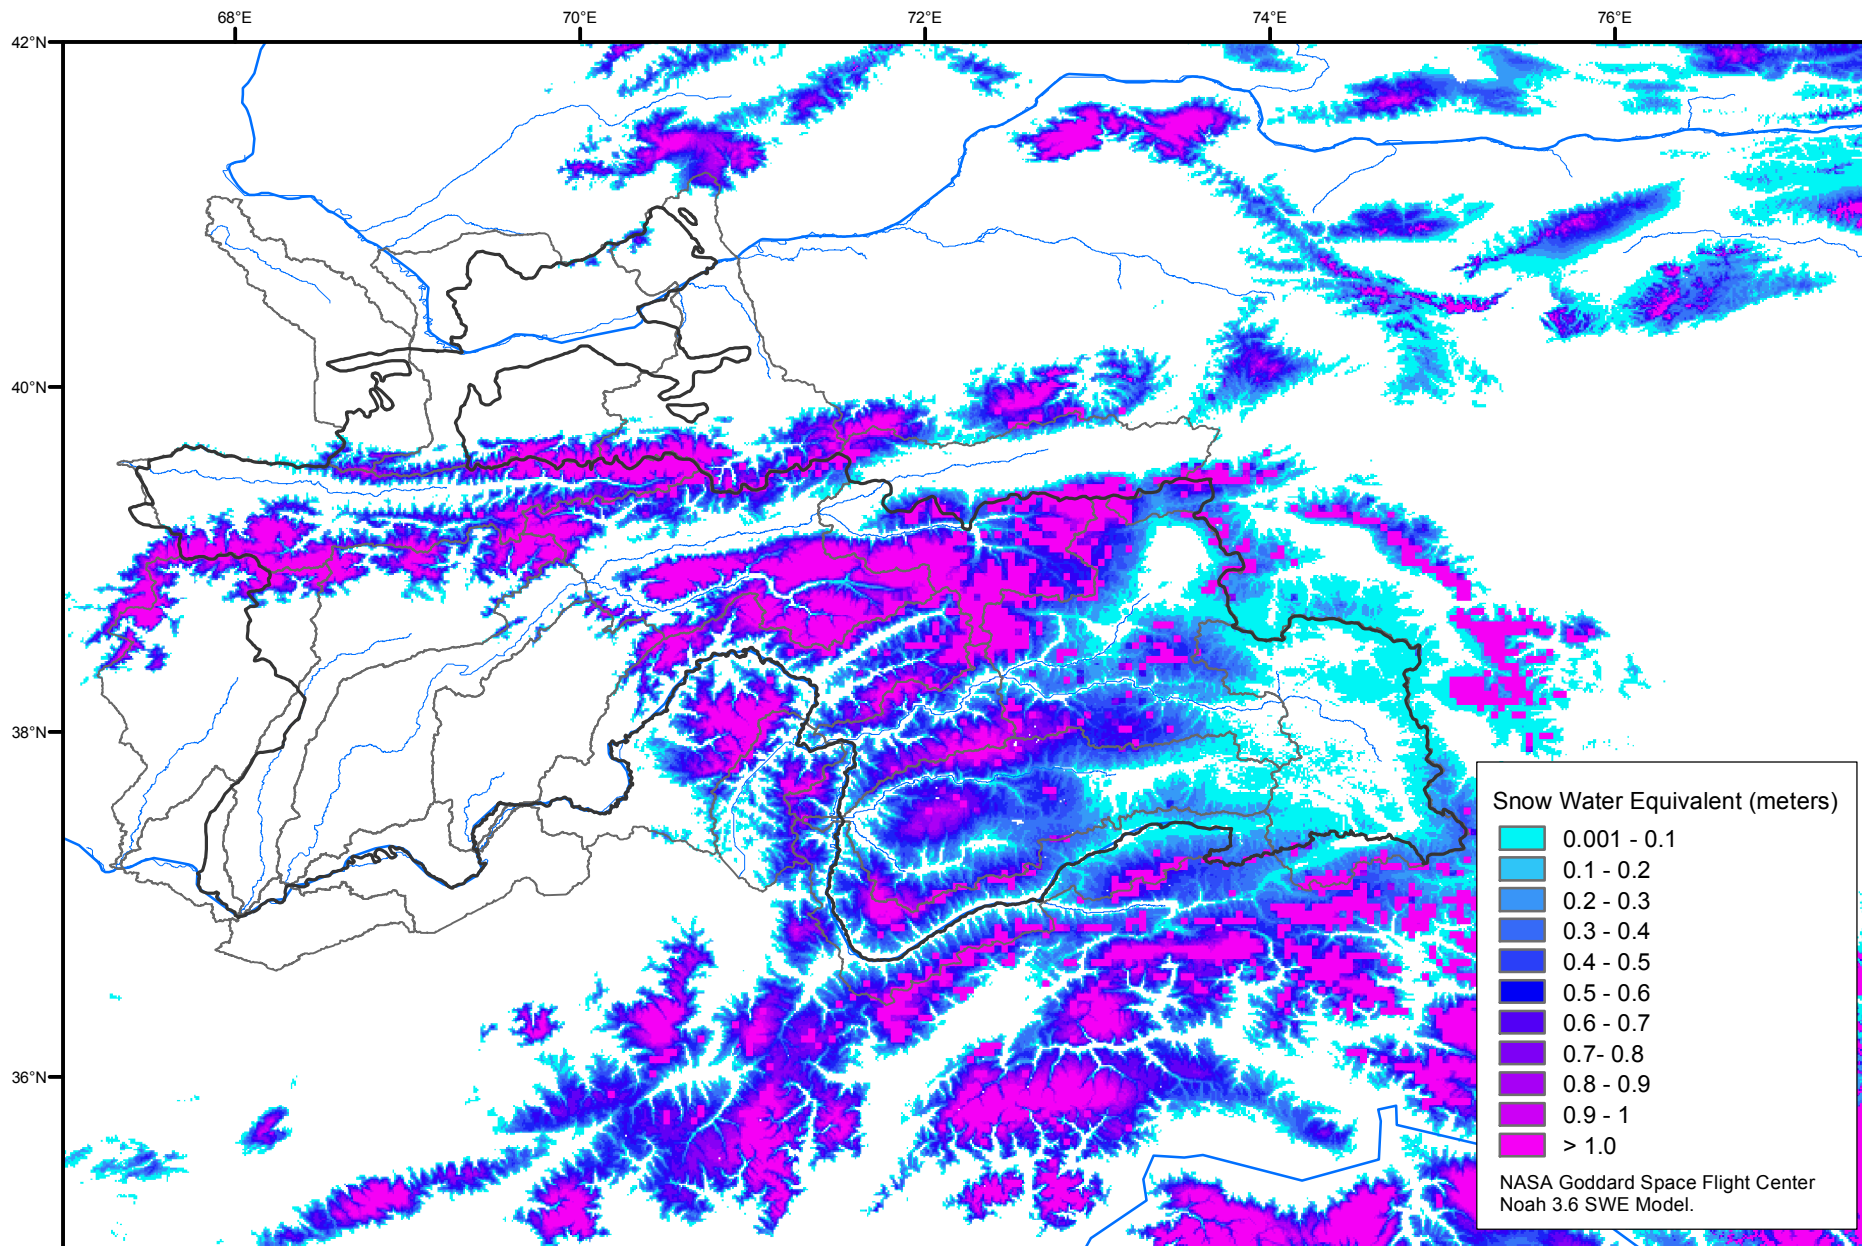 68°E
70°E
72°E
74°E
76°E
42°N
40°N
38°N
36°N
Snow Water Equivalent (meters)
0.001 - 0.1
0.1 - 0.2
0.2 - 0.3
0.3 - 0.4
0.4 - 0.5
0.5 - 0.6
0.6 - 0.7
0.7- 0.8
0.8 - 0.9
0.9 - 1
> 1.0
NASA Goddard Space Flight Center
Noah 3.6 SWE Model.